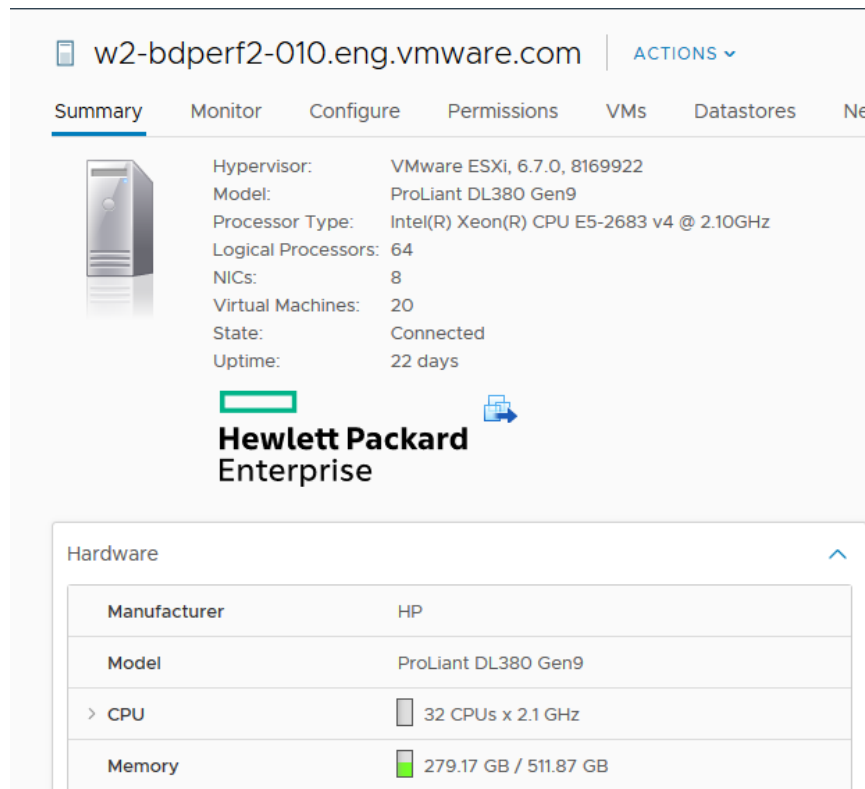 w2-bdperf2-010.eng.vmware.com ACTIONS
Summary Monitor Configure Permissions VMs Datastores Ne
Hypervisor: VMware ESXi, 6.7.0, 8169922
Model: ProLiant DL380 Gen9
Processor Type: Intel(R) Xeon(R) CPU E5-2683 v4 @ 2.10GHz
Logical Processors: 64
NICs: 8
Virtual Machines: 20
State: Connected
Uptime: 22 days
Hewlett Packard
Enterprise
Hardware
Manufacturer HP
Model ProLiant DL380 Gen9
CPU 32 CPUs x 2.1 GHz
Memory 279.17 GB / 511.87 GB